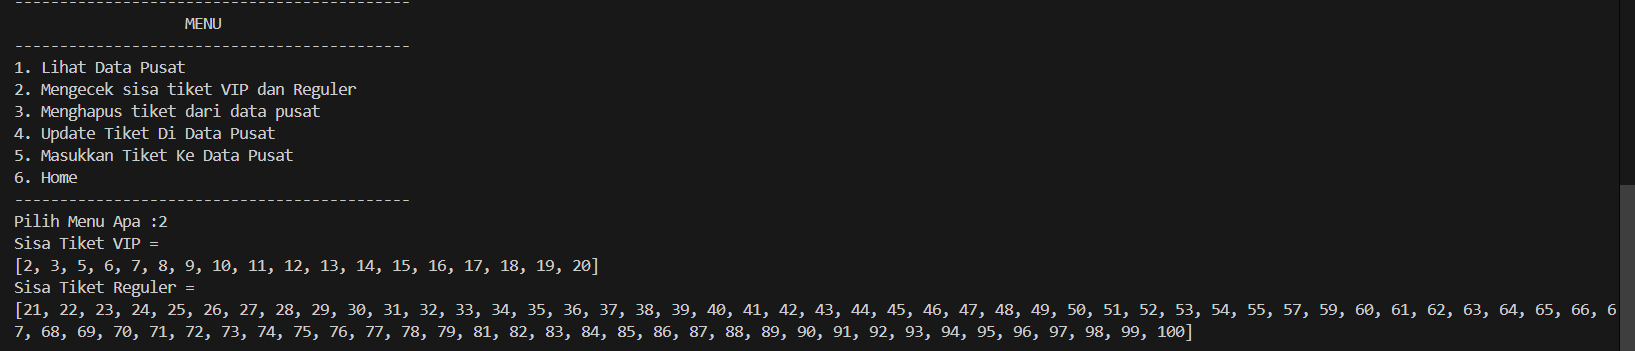 --------------------------------------------
MENU
--------------------------------------------
1. Lihat Data Pusat
2. Mengecek sisa tiket VIP dan Reguler
3. Menghapus tiket dari data pusat
4. Update Tiket Di Data Pusat
5. Masukkan Tiket Ke Data Pusat
6. Home
--------------------------------------------
Pilih Menu Apa :2
Sisa Tiket VIP =
[2, 3, 5, 6, 7, 8, 9, 10, 11, 12, 13, 14, 15, 16, 17, 18, 19, 20]
Sisa Tiket Reguler =
[21, 22, 23, 24, 25, 26, 27, 28, 29, 30, 31, 32, 33, 34, 35, 36, 37, 38, 39, 40, 41, 42, 43, 44, 45, 46, 47, 48, 49, 50, 51, 52, 53, 54, 55, 57, 59, 60, 61, 62, 63, 64, 65, 66, 6
7, 68, 69, 70, 71, 72, 73, 74, 75, 76, 77, 78, 79, 81, 82, 83, 84, 85, 86, 87, 88, 89, 90, 91, 92, 93, 94, 95, 96, 97, 98, 99, 100]